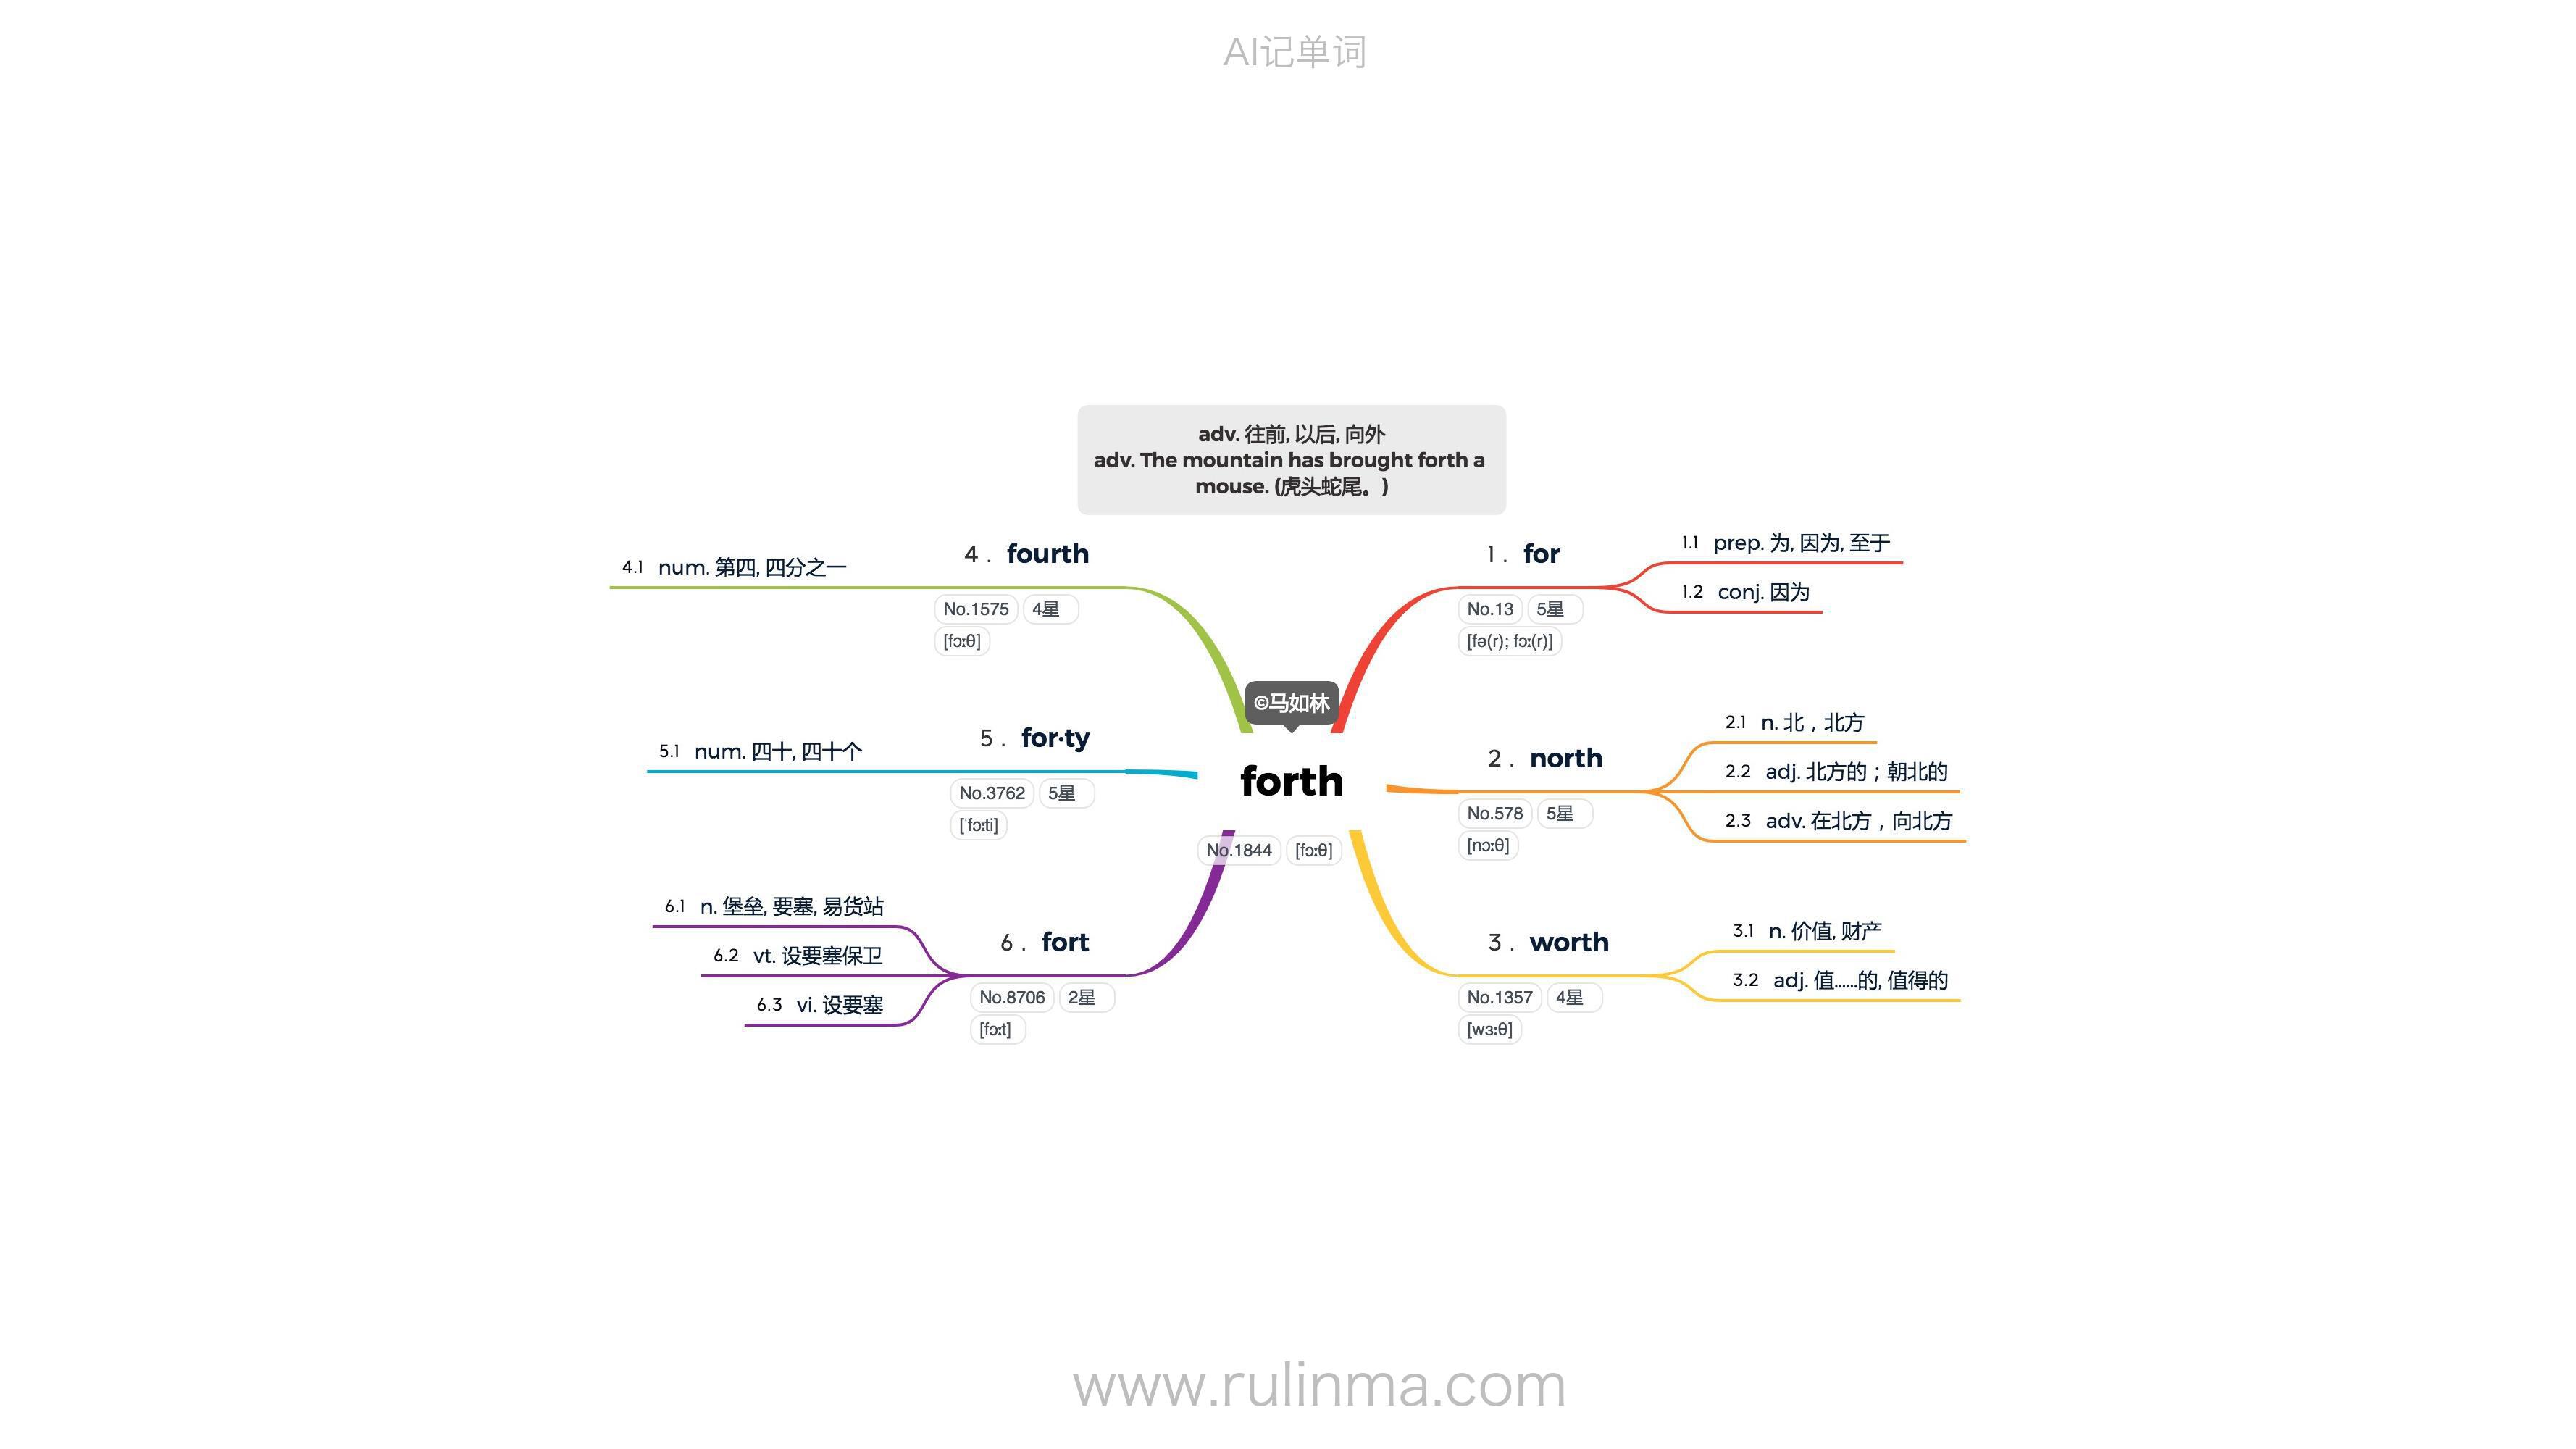 AI记单词
adv. 往前, 以后, 向外
adv. The mountain has brought forth a
mouse. (虎头蛇尾。)
©马如林
forth
No.1844 [fɔːθ]
1 . for
No.13 5星
[fə(r); fɔː(r)]
1.1 prep. 为, 因为, 至于
1.2 conj. 因为
2 . north
No.578 5星
[nɔːθ]
2.1 n. 北，北方
2.2 adj. 北方的；朝北的
2.3 adv. 在北方，向北方
3 . worth
No.1357 4星
[wɜːθ]
3.1 n. 价值, 财产
3.2 adj. 值……的, 值得的
4 . fourth
No.1575 4星
[fɔːθ]
4.1 num. 第四, 四分之一
5 . for·ty
No.3762 5星
[ˈfɔːti]
5.1 num. 四十, 四十个
6 . fort
No.8706 2星
[fɔːt]
6.1 n. 堡垒, 要塞, 易货站
6.2 vt. 设要塞保卫
6.3 vi. 设要塞
www.rulinma.com